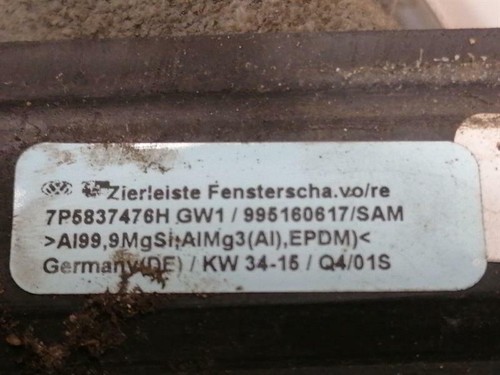 Zierleiste Fensterscha.vo/re
7P5837476H GW1 / 995160617/SAM
>Al99,9MgSi;AlMg3(Al),EPDM)<
Germany(DE) / KW 34-15 / Q4/01S